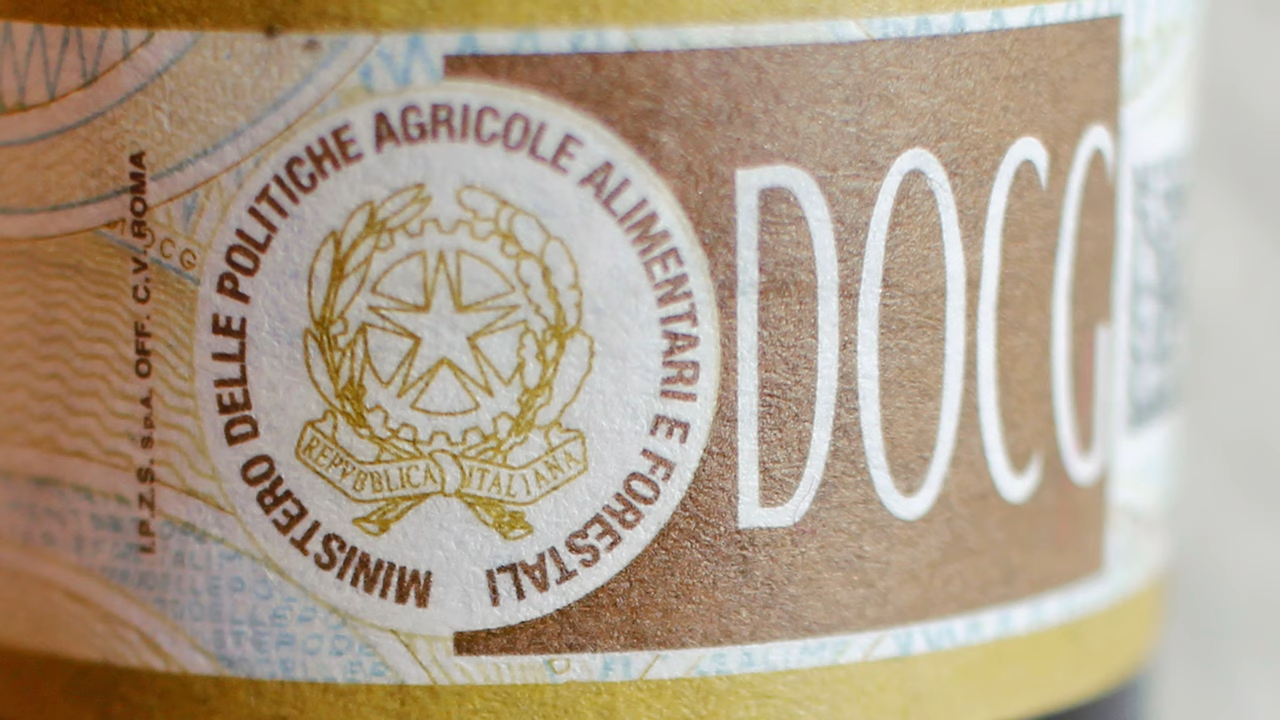 I.P.Z.S. S.p.A. OFF. C.V. ROMA
MINISTERO DELLE POLITICHE AGRICOLE ALIMENTARI E FORESTALI
REPVBBLICA ITALIANA
DOCG